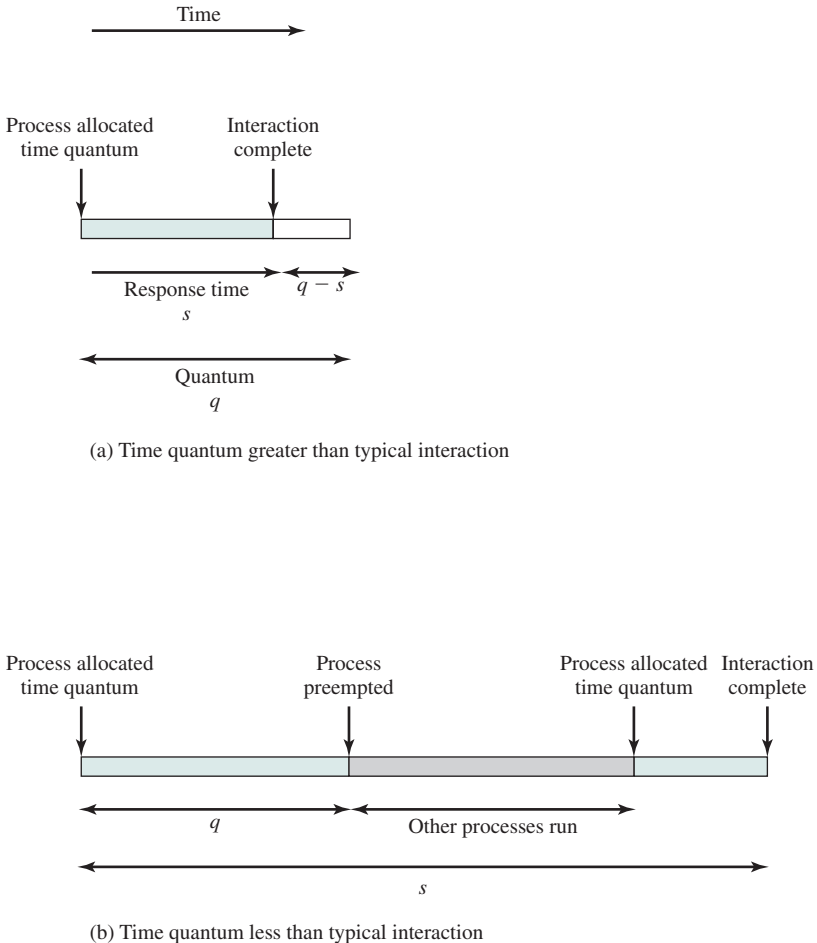 Time
Process allocated
time quantum
Interaction
complete
Response time
s
q − s
Quantum
q
(a) Time quantum greater than typical interaction
Process allocated
time quantum
Process
preempted
Process allocated
time quantum
Interaction
complete
q
Other processes run
s
(b) Time quantum less than typical interaction